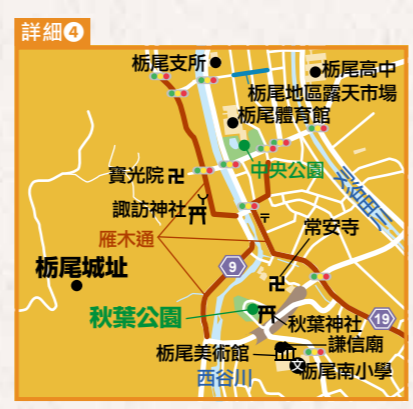 詳細❹
栃尾支所
栃尾高中
栃尾地區露天市場
栃尾體育館
中央公園
刈谷田川
寶光院
諏訪神社
常安寺
雁木通
9
栃尾城址
秋葉公園
秋葉神社
19
謙信廟
栃尾美術館
文
栃尾南小學
西谷川